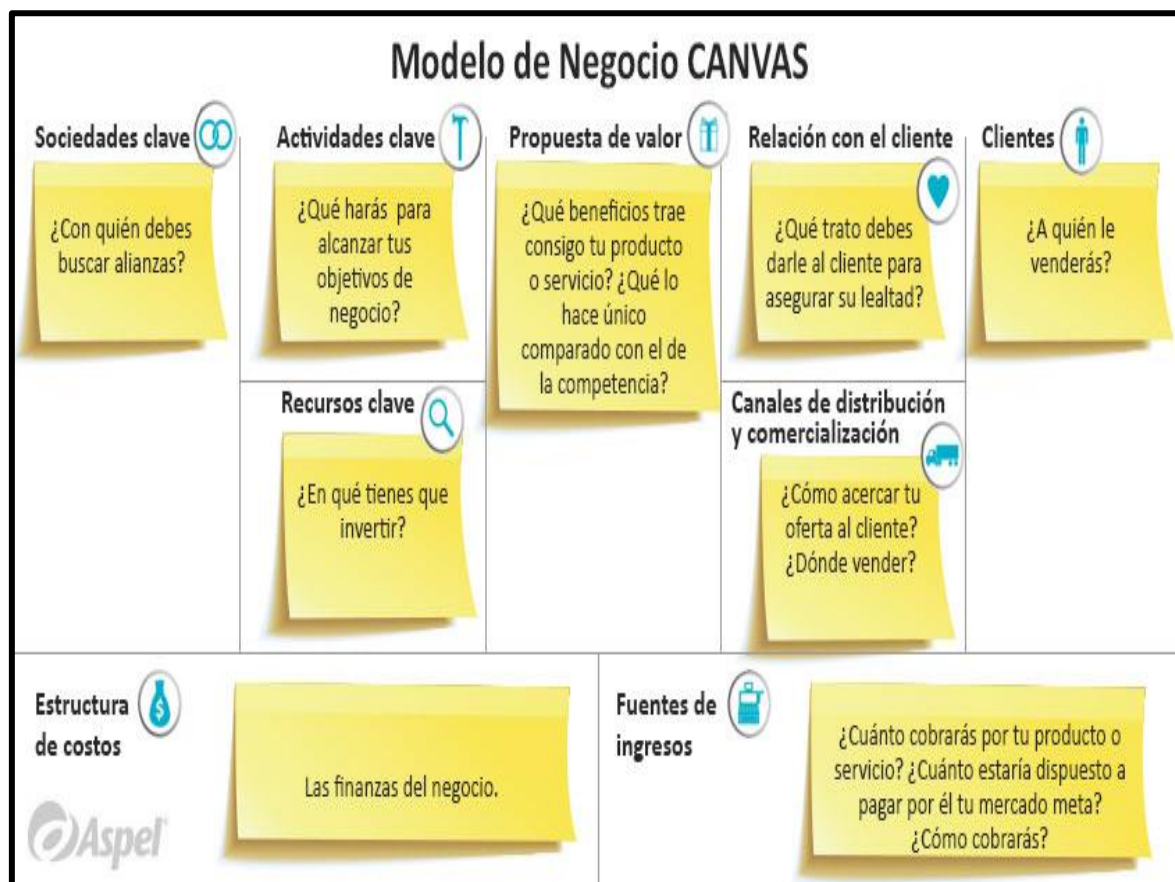 Modelo de Negocio CANVAS
Sociedades clave
¿Con quién debes
buscar alianzas?
Actividades clave
¿Qué harás para
alcanzar tus
objetivos de
negocio?
Recursos clave
¿En qué tienes que
invertir?
Propuesta de valor
¿Qué beneficios trae
consigo tu producto
o servicio? ¿Qué lo
hace único
comparado con el de
la competencia?
Relación con el cliente
¿Qué trato debes
darle al cliente para
asegurar su lealtad?
Canales de distribución
y comercialización
¿Cómo acercar tu
oferta al cliente?
¿Dónde vender?
Clientes
¿A quién le
venderás?
Estructura
de costos
$
Las finanzas del negocio.
Aspel
Fuentes de
ingresos
¿Cuánto cobrarás por tu producto o
servicio? ¿Cuánto estaría dispuesto a
pagar por él tu mercado meta?
¿Cómo cobrarás?